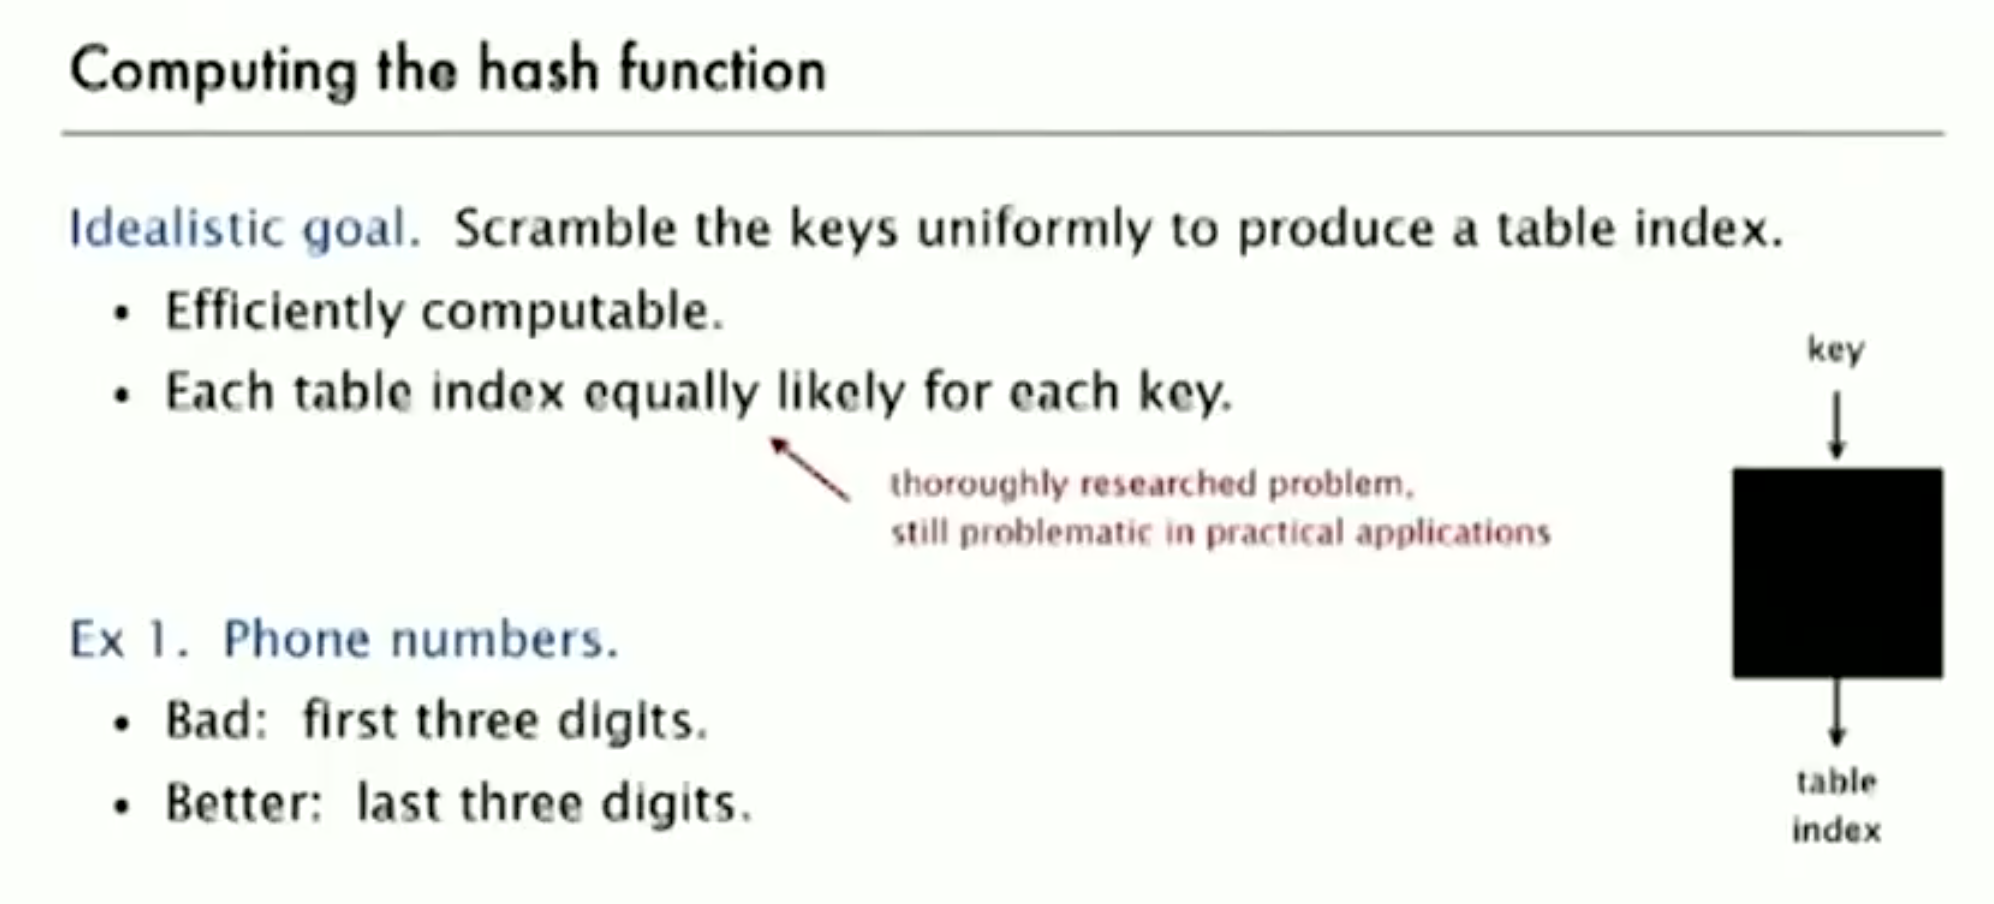 Computing the hash function
Idealistic goal. Scramble the keys uniformly to produce a table index.
• Efficiently computable.
• Each table index equally likely for each key.
thoroughly researched problem,
still problematic in practical applications
key
table
index
Ex 1. Phone numbers.
• Bad: first three digits.
• Better: last three digits.